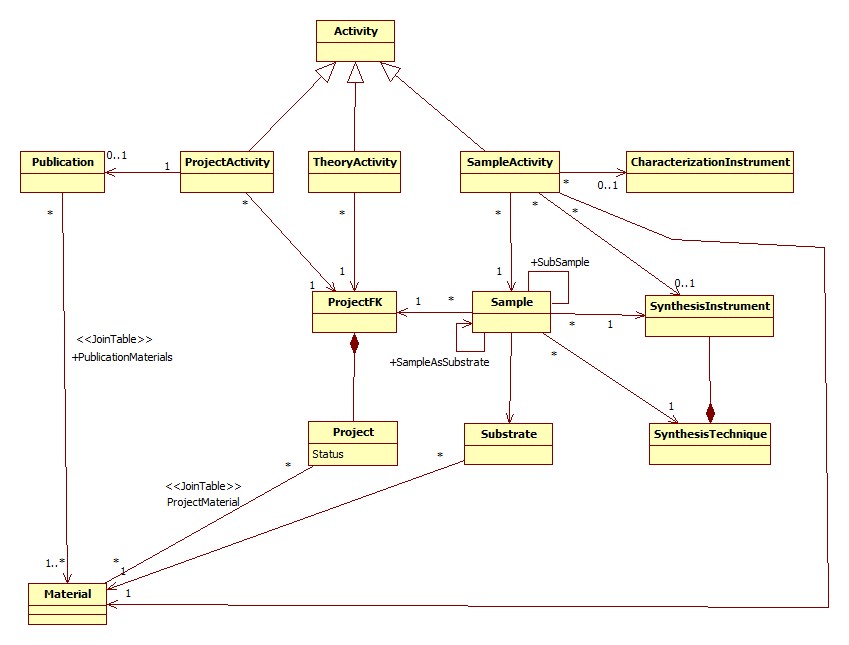 Activity
Publication
0..1
1
ProjectActivity
TheoryActivity
SampleActivity
*
0..1
CharacterizationInstrument
*
*
*
*
*
*
1
1
1
+SubSample
0..1
ProjectFK
1
*
Sample
*
1
SynthesisInstrument
<<JoinTable>>
+PublicationMaterials
+SampleAsSubstrate
*
1
Project
Status
Substrate
SynthesisTechnique
*
*
<<JoinTable>>
ProjectMaterial
1..*
*
1
Material
1